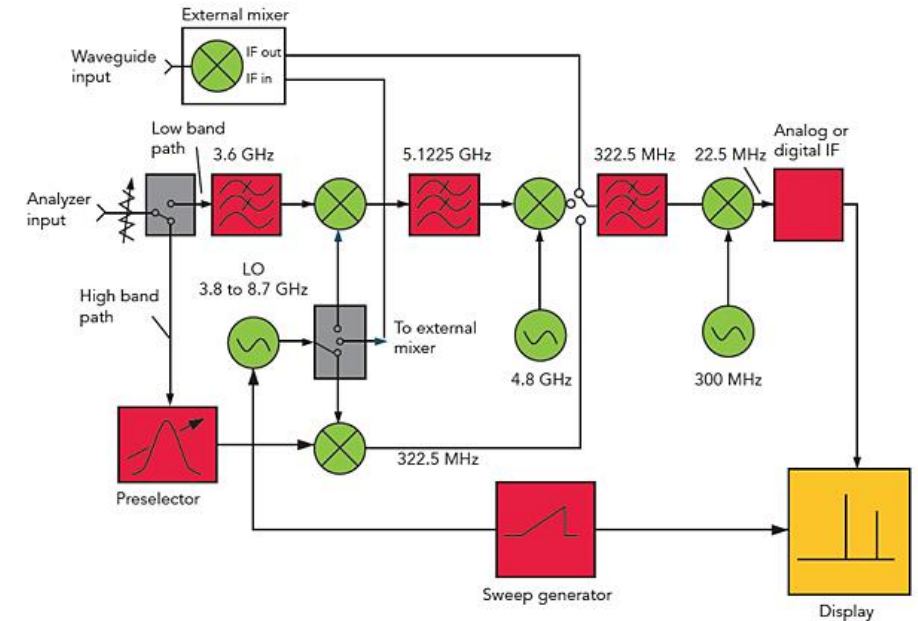 External mixer
Waveguide
input
IF out
IF in
Low band
path
3.6 GHz
5.1225 GHz
322.5 MHz
22.5 MHz
Analog or
digital IF
Analyzer
input
High band
path
LO
3.8 to 8.7 GHz
To external
mixer
4.8 GHz
300 MHz
322.5 MHz
Preselector
Sweep generator
Display